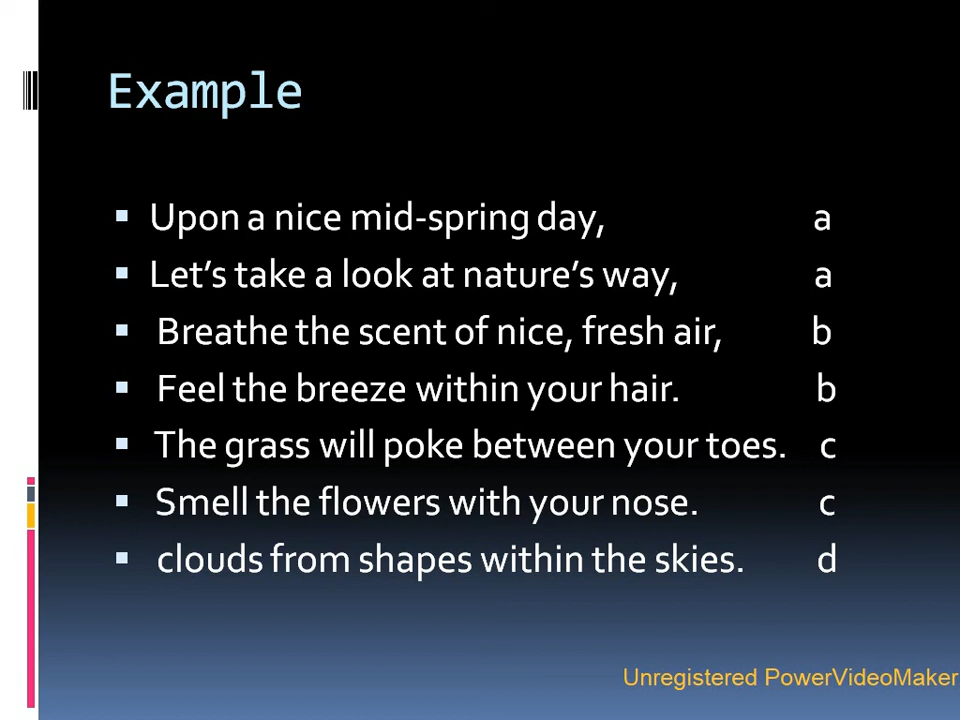 Example
Upon a nice mid-spring day, a
Let's take a look at nature's way, a
Breathe the scent of nice, fresh air, b
Feel the breeze within your hair. b
The grass will poke between your toes. c
Smell the flowers with your nose. c
clouds from shapes within the skies. d
Unregistered PowerVideoMaker